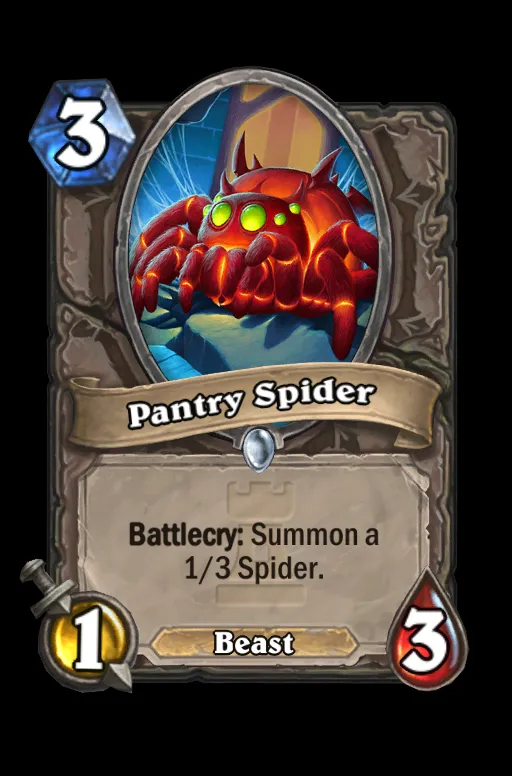 3
Pantry Spider
Battlecry: Summon a
1/3 Spider.
1
Beast
3